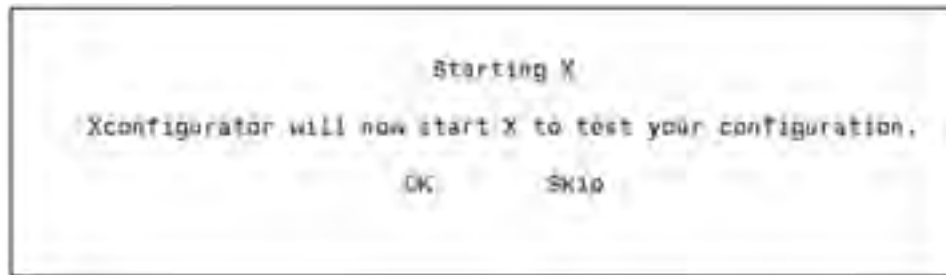 Starting X
Xconfigurator will now start X to test your configuration.
OK Skip